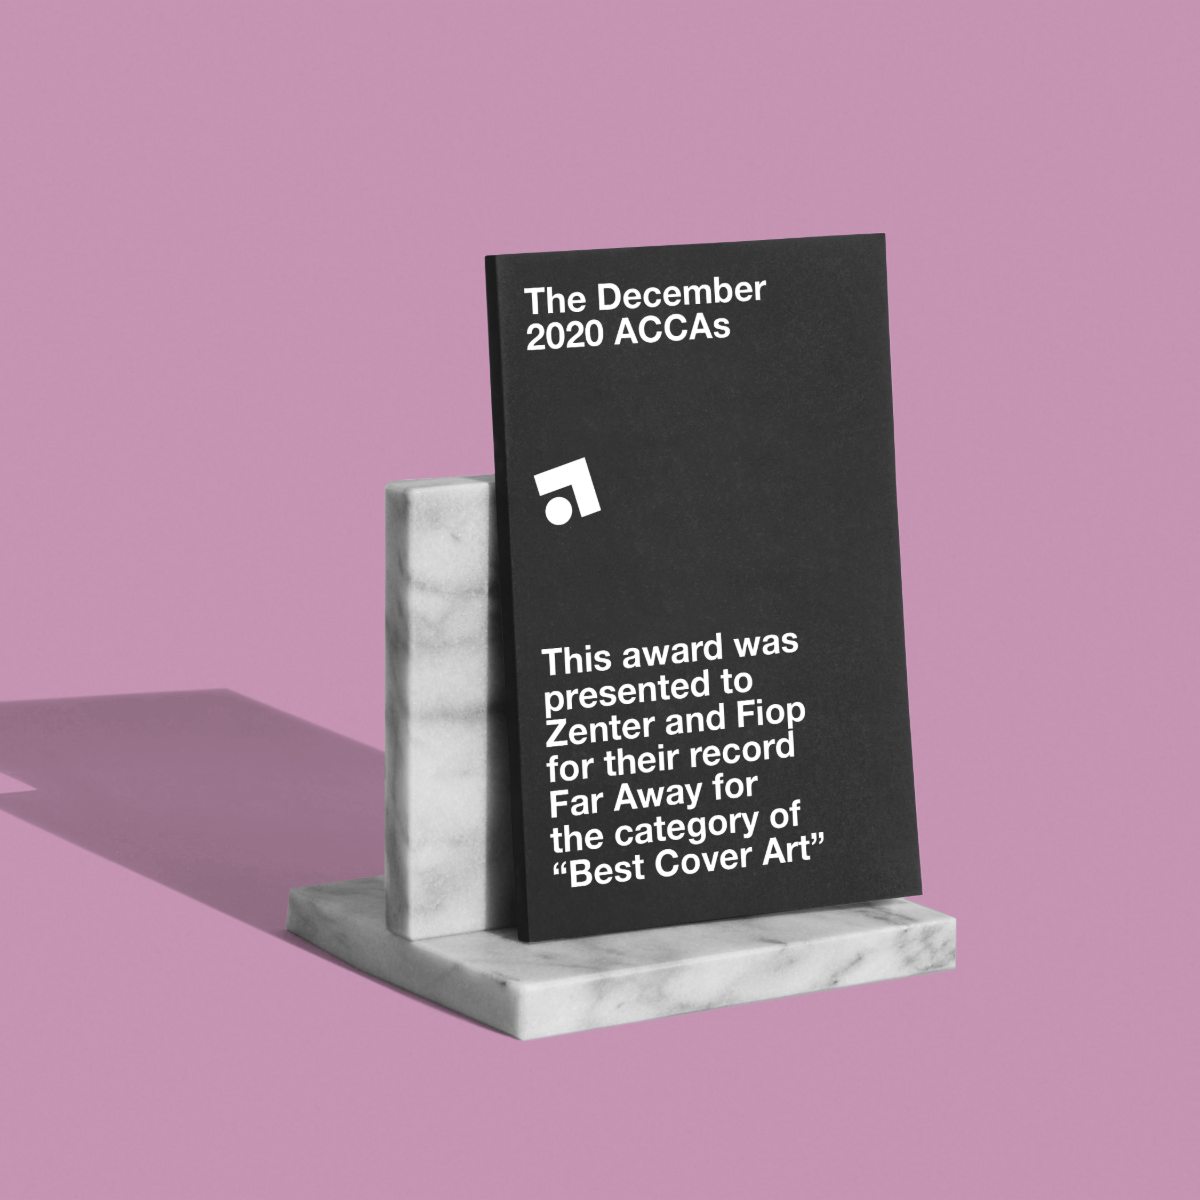 The December
2020 ACCAs
This award was
presented to
Zenter and Fiop
for their record
Far Away for
the category of
“Best Cover Art”